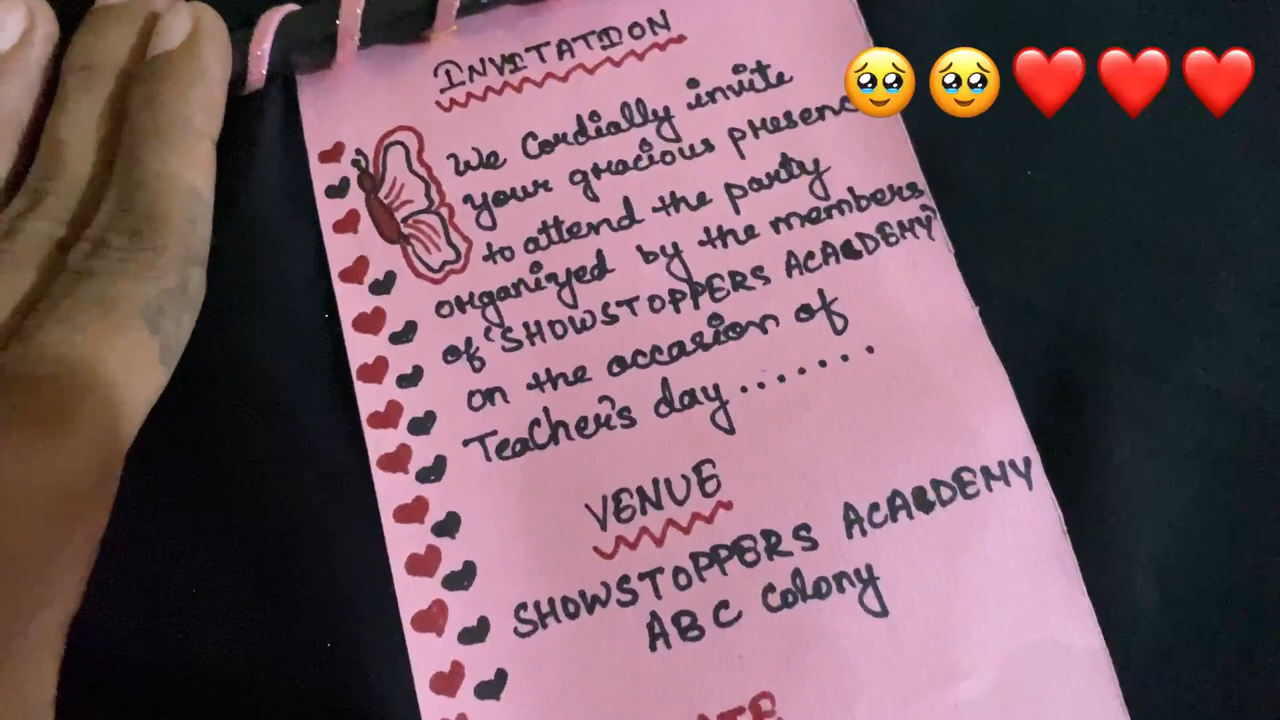 INVITATION
We Cordially invite
your gracious presenc
to attend the party
organized by the members
of 'SHOWSTOPPERS ACADEMY'
on the occasion of
Teacher's day.......
VENUE
SHOWSTOPPERS ACADEMY
ABC Colony